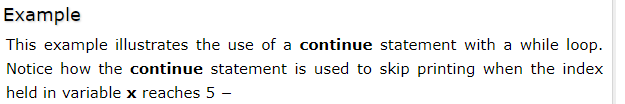 Example
This example illustrates the use of a continue statement with a while loop.
Notice how the continue statement is used to skip printing when the index
held in variable x reaches 5 −